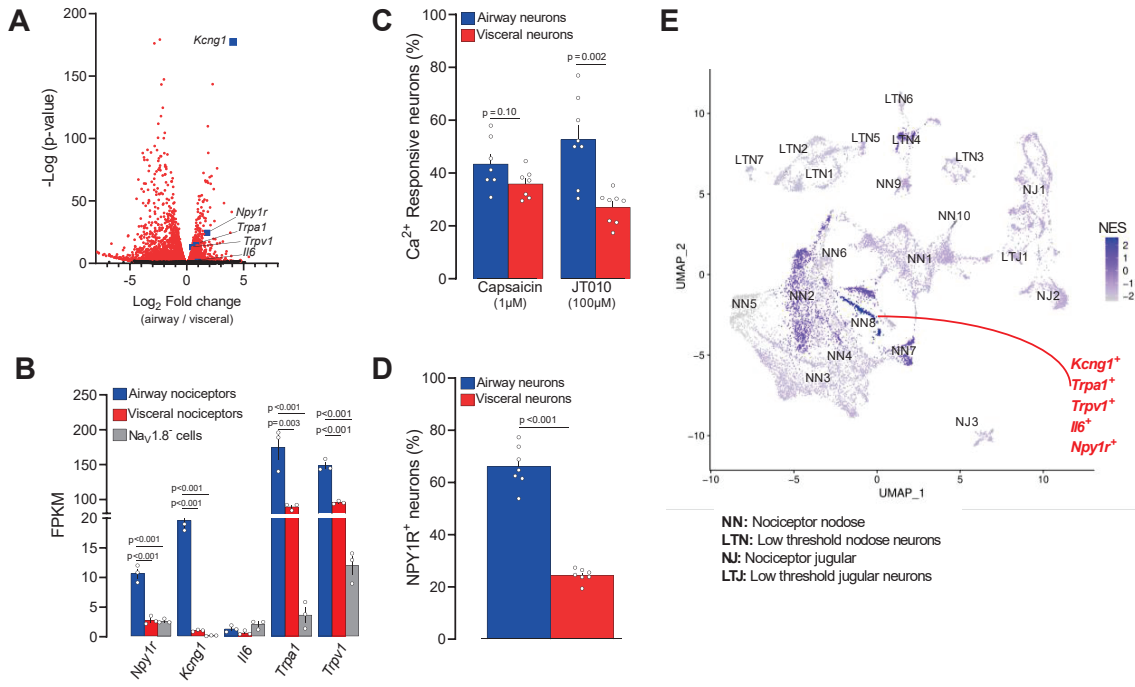 A
200
150
100
50
0
-Log (p-value)
Kcng1
Npy1r
Trpa1
Trpv1
Il6
−5
0
5
Log2 Fold change
(airway / visceral)
B
Airway nociceptors
Visceral nociceptors
NaV1.8- cells
250
200
150
100
50
20
15
10
5
0
FPKM
p<0.001
p<0.001
p<0.001
p<0.001
p<0.001
p=0.003
p<0.001
p<0.001
Npy1r
Kcng1
Il6
Trpa1
Trpv1
C
Airway neurons
Visceral neurons
100
80
60
40
20
0
Ca2+ Responsive neurons (%)
p = 0.10
p = 0.002
Capsaicin
(1μM)
JT010
(100μM)
D
Airway neurons
Visceral neurons
100
80
60
40
20
0
NPY1R+ neurons (%)
p <0.001
E
LTN6
LTN5
LTN4
LTN2
LTN7
LTN1
LTN3
NN9
NJ1
NN10
NN6
NN1
LTJ1
NN2
NN5
NJ2
NN8
NN4
NN7
NN3
NJ3
10
5
0
−5
−10
UMAP_2
−10
−5
0
5
10
UMAP_1
NES
2
1
0
−1
−2
Kcng1+
Trpa1+
Trpv1+
Il6+
Npy1r+
NN: Nociceptor nodose
LTN: Low threshold nodose neurons
NJ: Nociceptor jugular
LTJ: Low threshold jugular neurons